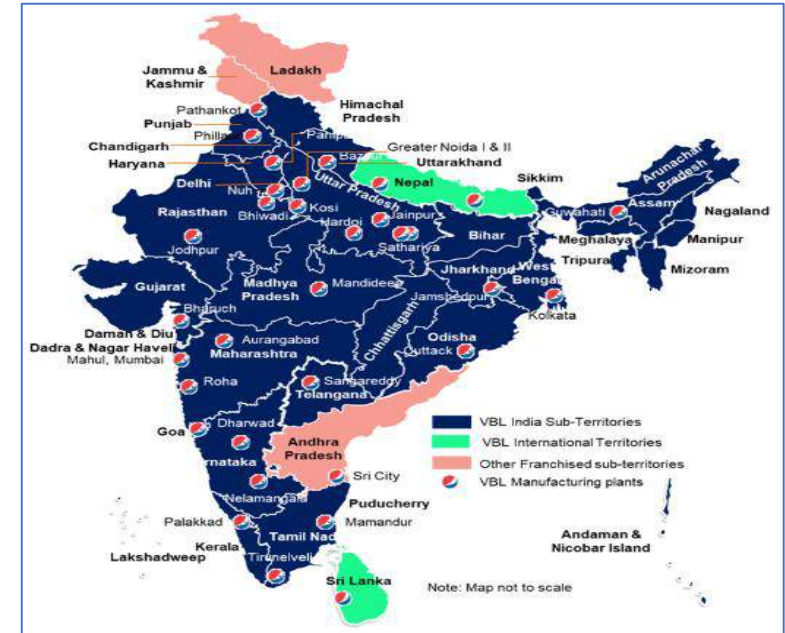 Jammu &
Kashmir
Ladakh
Pathankot
Himachal
Pradesh
Punjab
Chandigarh
Greater Noida I & II
Haryana
Uttarakhand
Delhi
Uttar Pradesh
Nepal
Sikkim
Arunachal
Pradesh
Nuh
Assam
Guwahati
Nagaland
Rajasthan
Bhiwadi
Kosi
Hardoi
Jainpur
Sathariya
Bihar
Meghalaya
Manipur
Tripura
Mizoram
Jodhpur
Gujarat
Madhya
Pradesh
Mandideep
Jharkhand
West
Bengal
Jamshedpur
Kolkata
Bharuch
Chhattisgarh
Daman & Diu
Dadra & Nagar Haveli
Mahul, Mumbai
Aurangabad
Maharashtra
Odisha
Roha
Sangareddy
Telangana
Goa
Dharwad
Andhra
Pradesh
VBL India Sub-Territories
VBL International Territories
Other Franchised sub-territories
VBL Manufacturing plants
Sri City
Nelamangala
Puducherry
Palakkad
Mamandur
Kerala
Tamil Nad
Lakshadweep
Tirunelveli
Andaman &
Nicobar Island
Sri Lanka
Note: Map not to scale